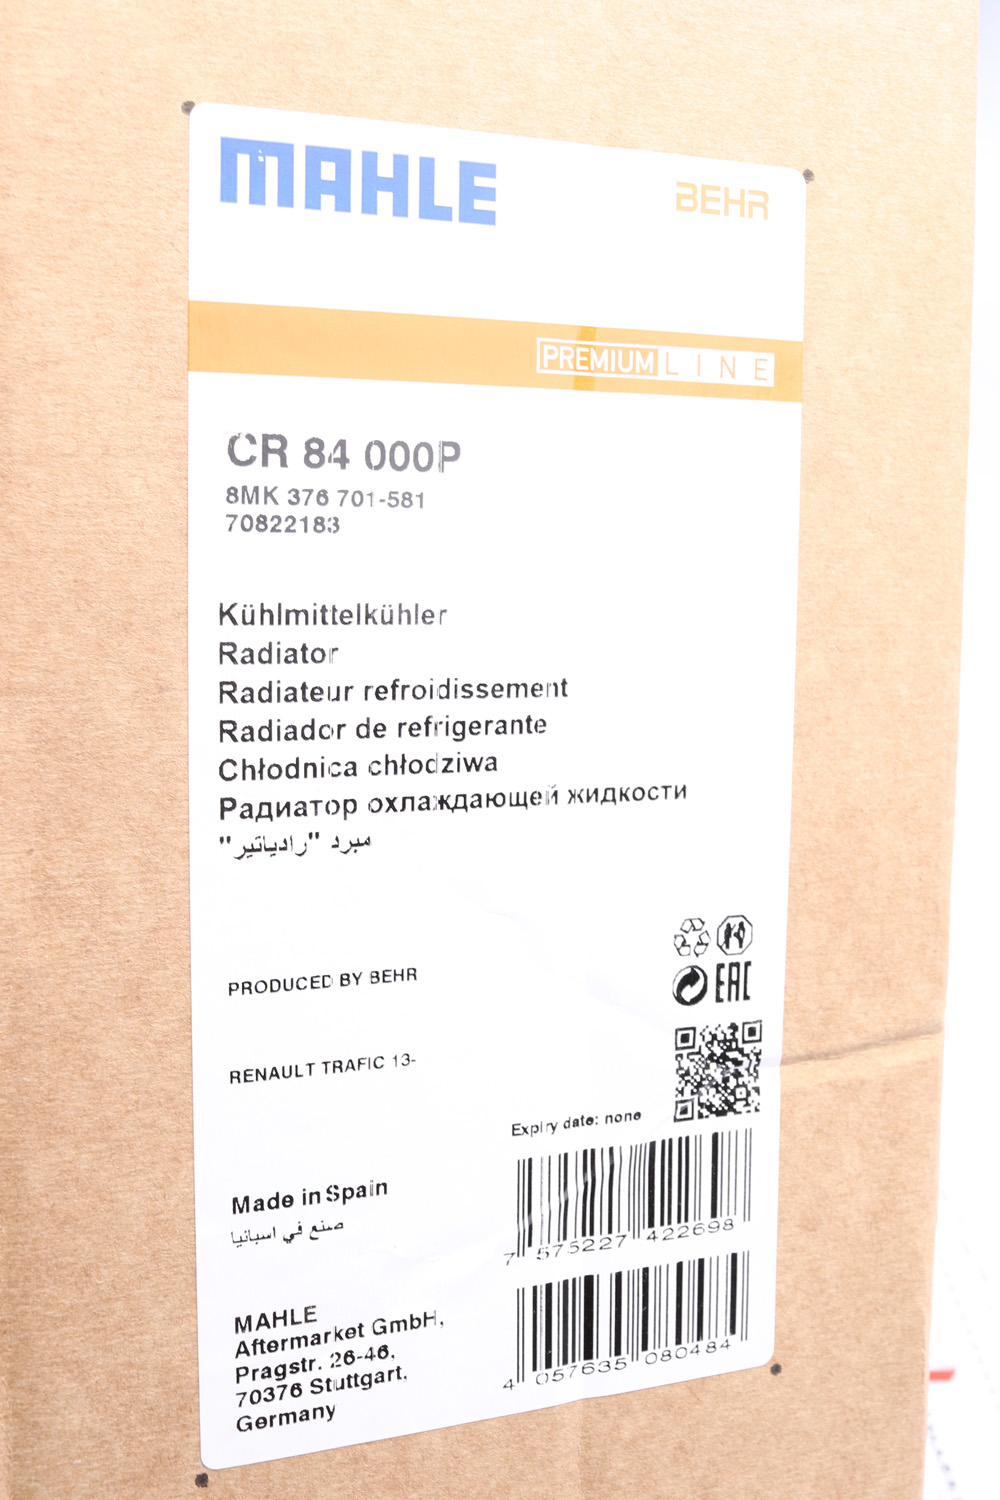 MAHLE
BEHR
PREMIUM LINE
CR 84 000P
8MK 376 701-581
70822183
Kühlmittelkühler
Radiator
Radiateur refroidissement
Radiador de refrigerante
Chłodnica chłodziwa
Радиатор охлаждающей жидкости
مبرد "رادياتير"
PRODUCED BY BEHR
EAC
RENAULT TRAFIC 13-
Expiry date: none
Made in Spain
صنع في اسبانيا
7 575227 422698
MAHLE
Aftermarket GmbH,
Pragstr. 26-46,
70376 Stuttgart,
Germany
4 057635 080484